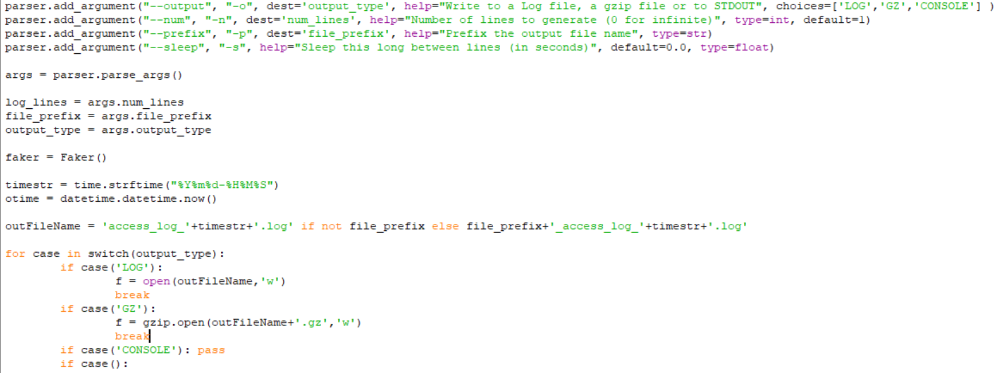 parser.add_argument("--output", "-o", dest='output_type', help="Write to a Log file, a gzip file or to STDOUT", choices=['LOG','GZ','CONSOLE'] )
parser.add_argument("--num", "-n", dest='num_lines', help="Number of lines to generate (0 for infinite)", type=int, default=1)
parser.add_argument("--prefix", "-p", dest='file_prefix', help="Prefix the output file name", type=str)
parser.add_argument("--sleep", "-s", help="Sleep this long between lines (in seconds)", default=0.0, type=float)

args = parser.parse_args()

log_lines = args.num_lines
file_prefix = args.file_prefix
output_type = args.output_type

faker = Faker()

timestr = time.strftime("%Y%m%d-%H%M%S")
otime = datetime.datetime.now()

outFileName = 'access_log_'+timestr+'.log' if not file_prefix else file_prefix+'_access_log_'+timestr+'.log'

for case in switch(output_type):
        if case('LOG'):
                f = open(outFileName,'w')
                break
        if case('GZ'):
                f = gzip.open(outFileName+'.gz','w')
                break
        if case('CONSOLE'): pass
        if case():